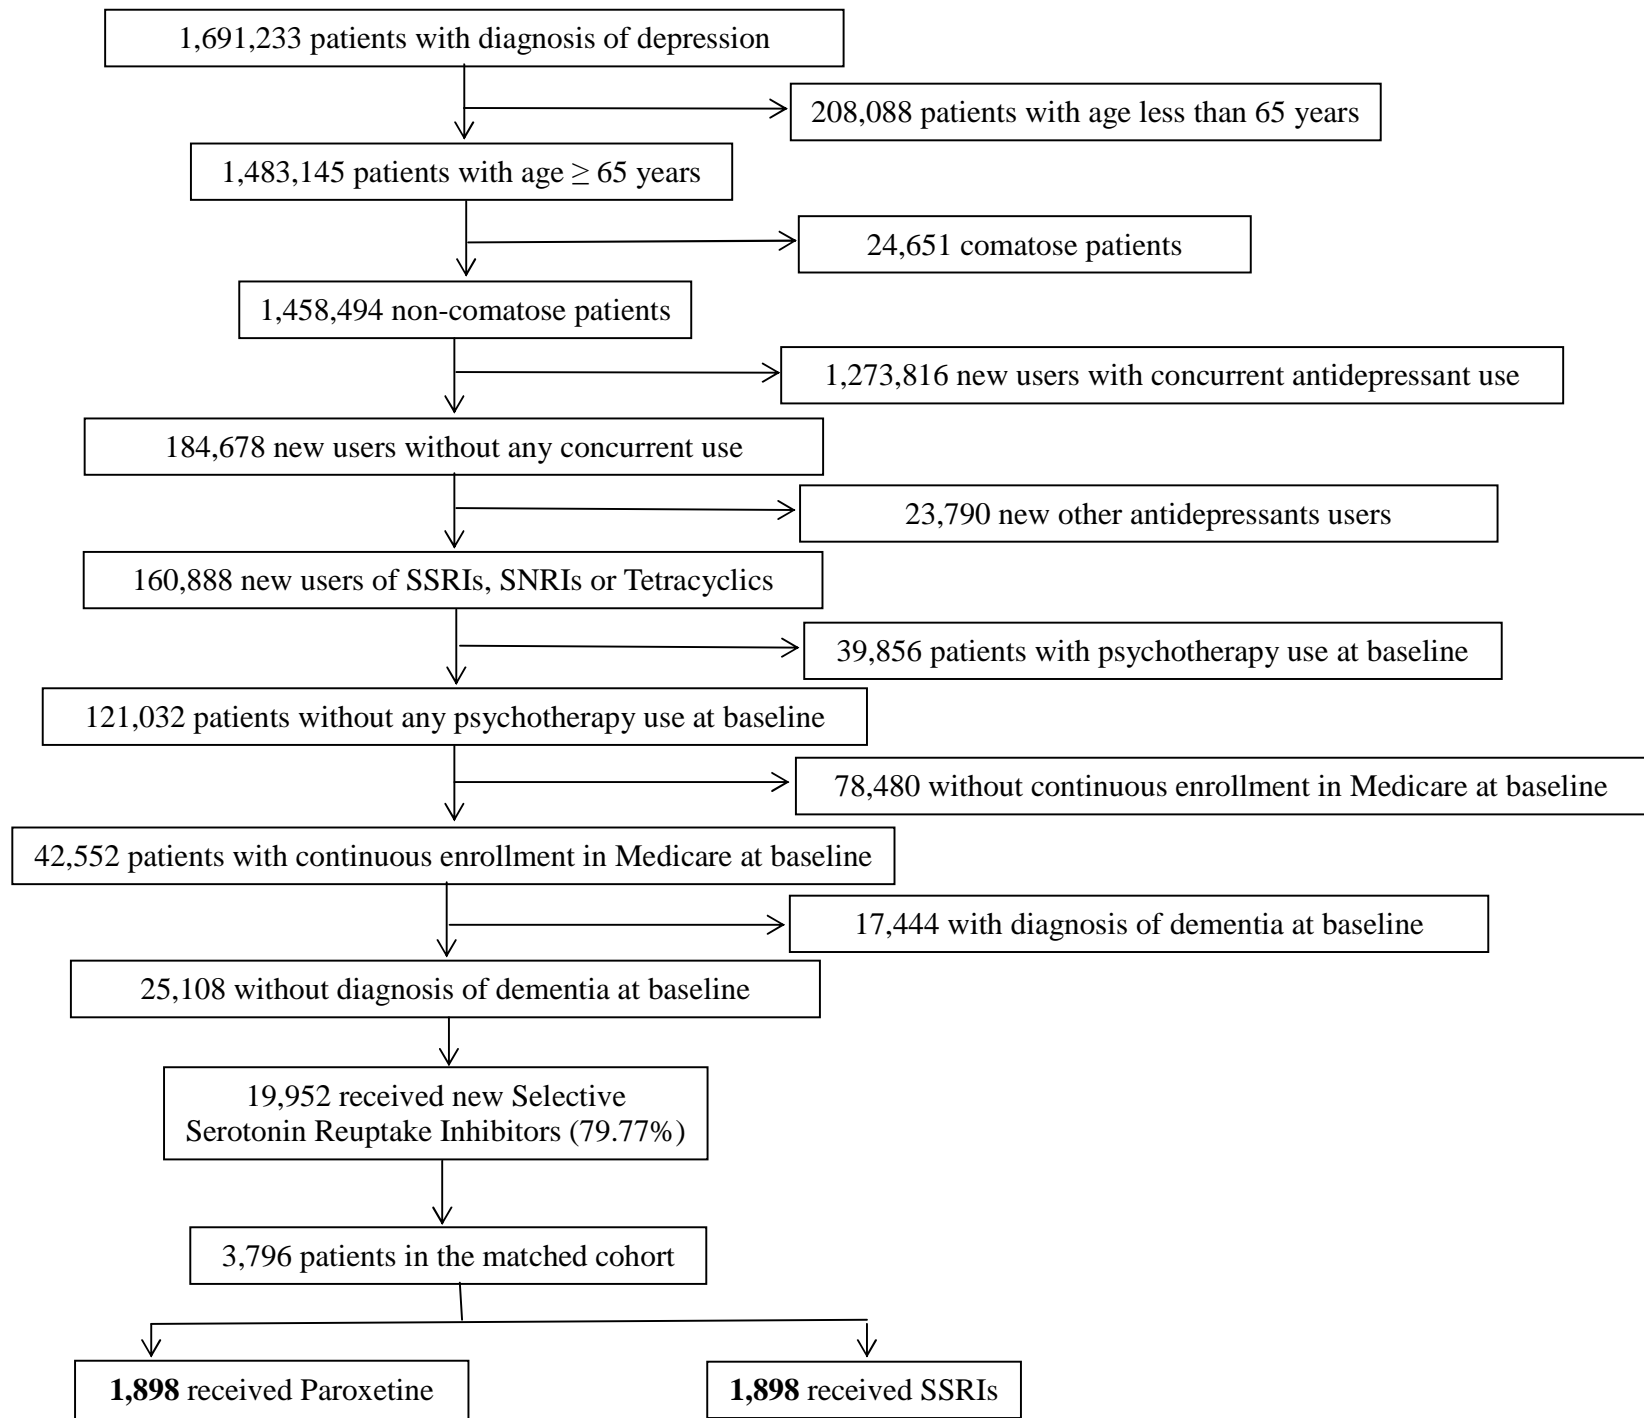 1,691,233 patients with diagnosis of depression
208,088 patients with age less than 65 years
1,483,145 patients with age ≥ 65 years
24,651 comatose patients
1,458,494 non-comatose patients
1,273,816 new users with concurrent antidepressant use
184,678 new users without any concurrent use
23,790 new other antidepressants users
160,888 new users of SSRIs, SNRIs or Tetracyclics
39,856 patients with psychotherapy use at baseline
121,032 patients without any psychotherapy use at baseline
78,480 without continuous enrollment in Medicare at baseline
42,552 patients with continuous enrollment in Medicare at baseline
17,444 with diagnosis of dementia at baseline
25,108 without diagnosis of dementia at baseline
19,952 received new Selective
Serotonin Reuptake Inhibitors (79.77%)
3,796 patients in the matched cohort
1,898 received Paroxetine
1,898 received SSRIs